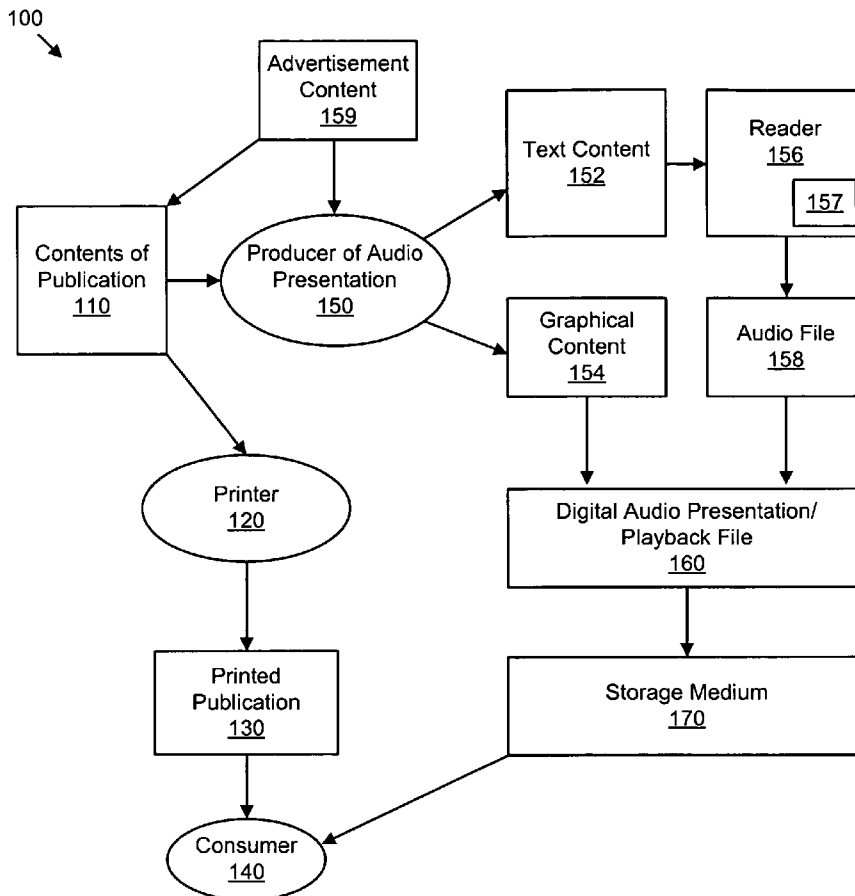 100
Advertisement
Content
159
Text Content
152
Reader
156
157
Contents of
Publication
110
Producer of Audio
Presentation
150
Graphical
Content
154
Audio File
158
Printer
120
Digital Audio Presentation/
Playback File
160
Printed
Publication
130
Storage Medium
170
Consumer
140